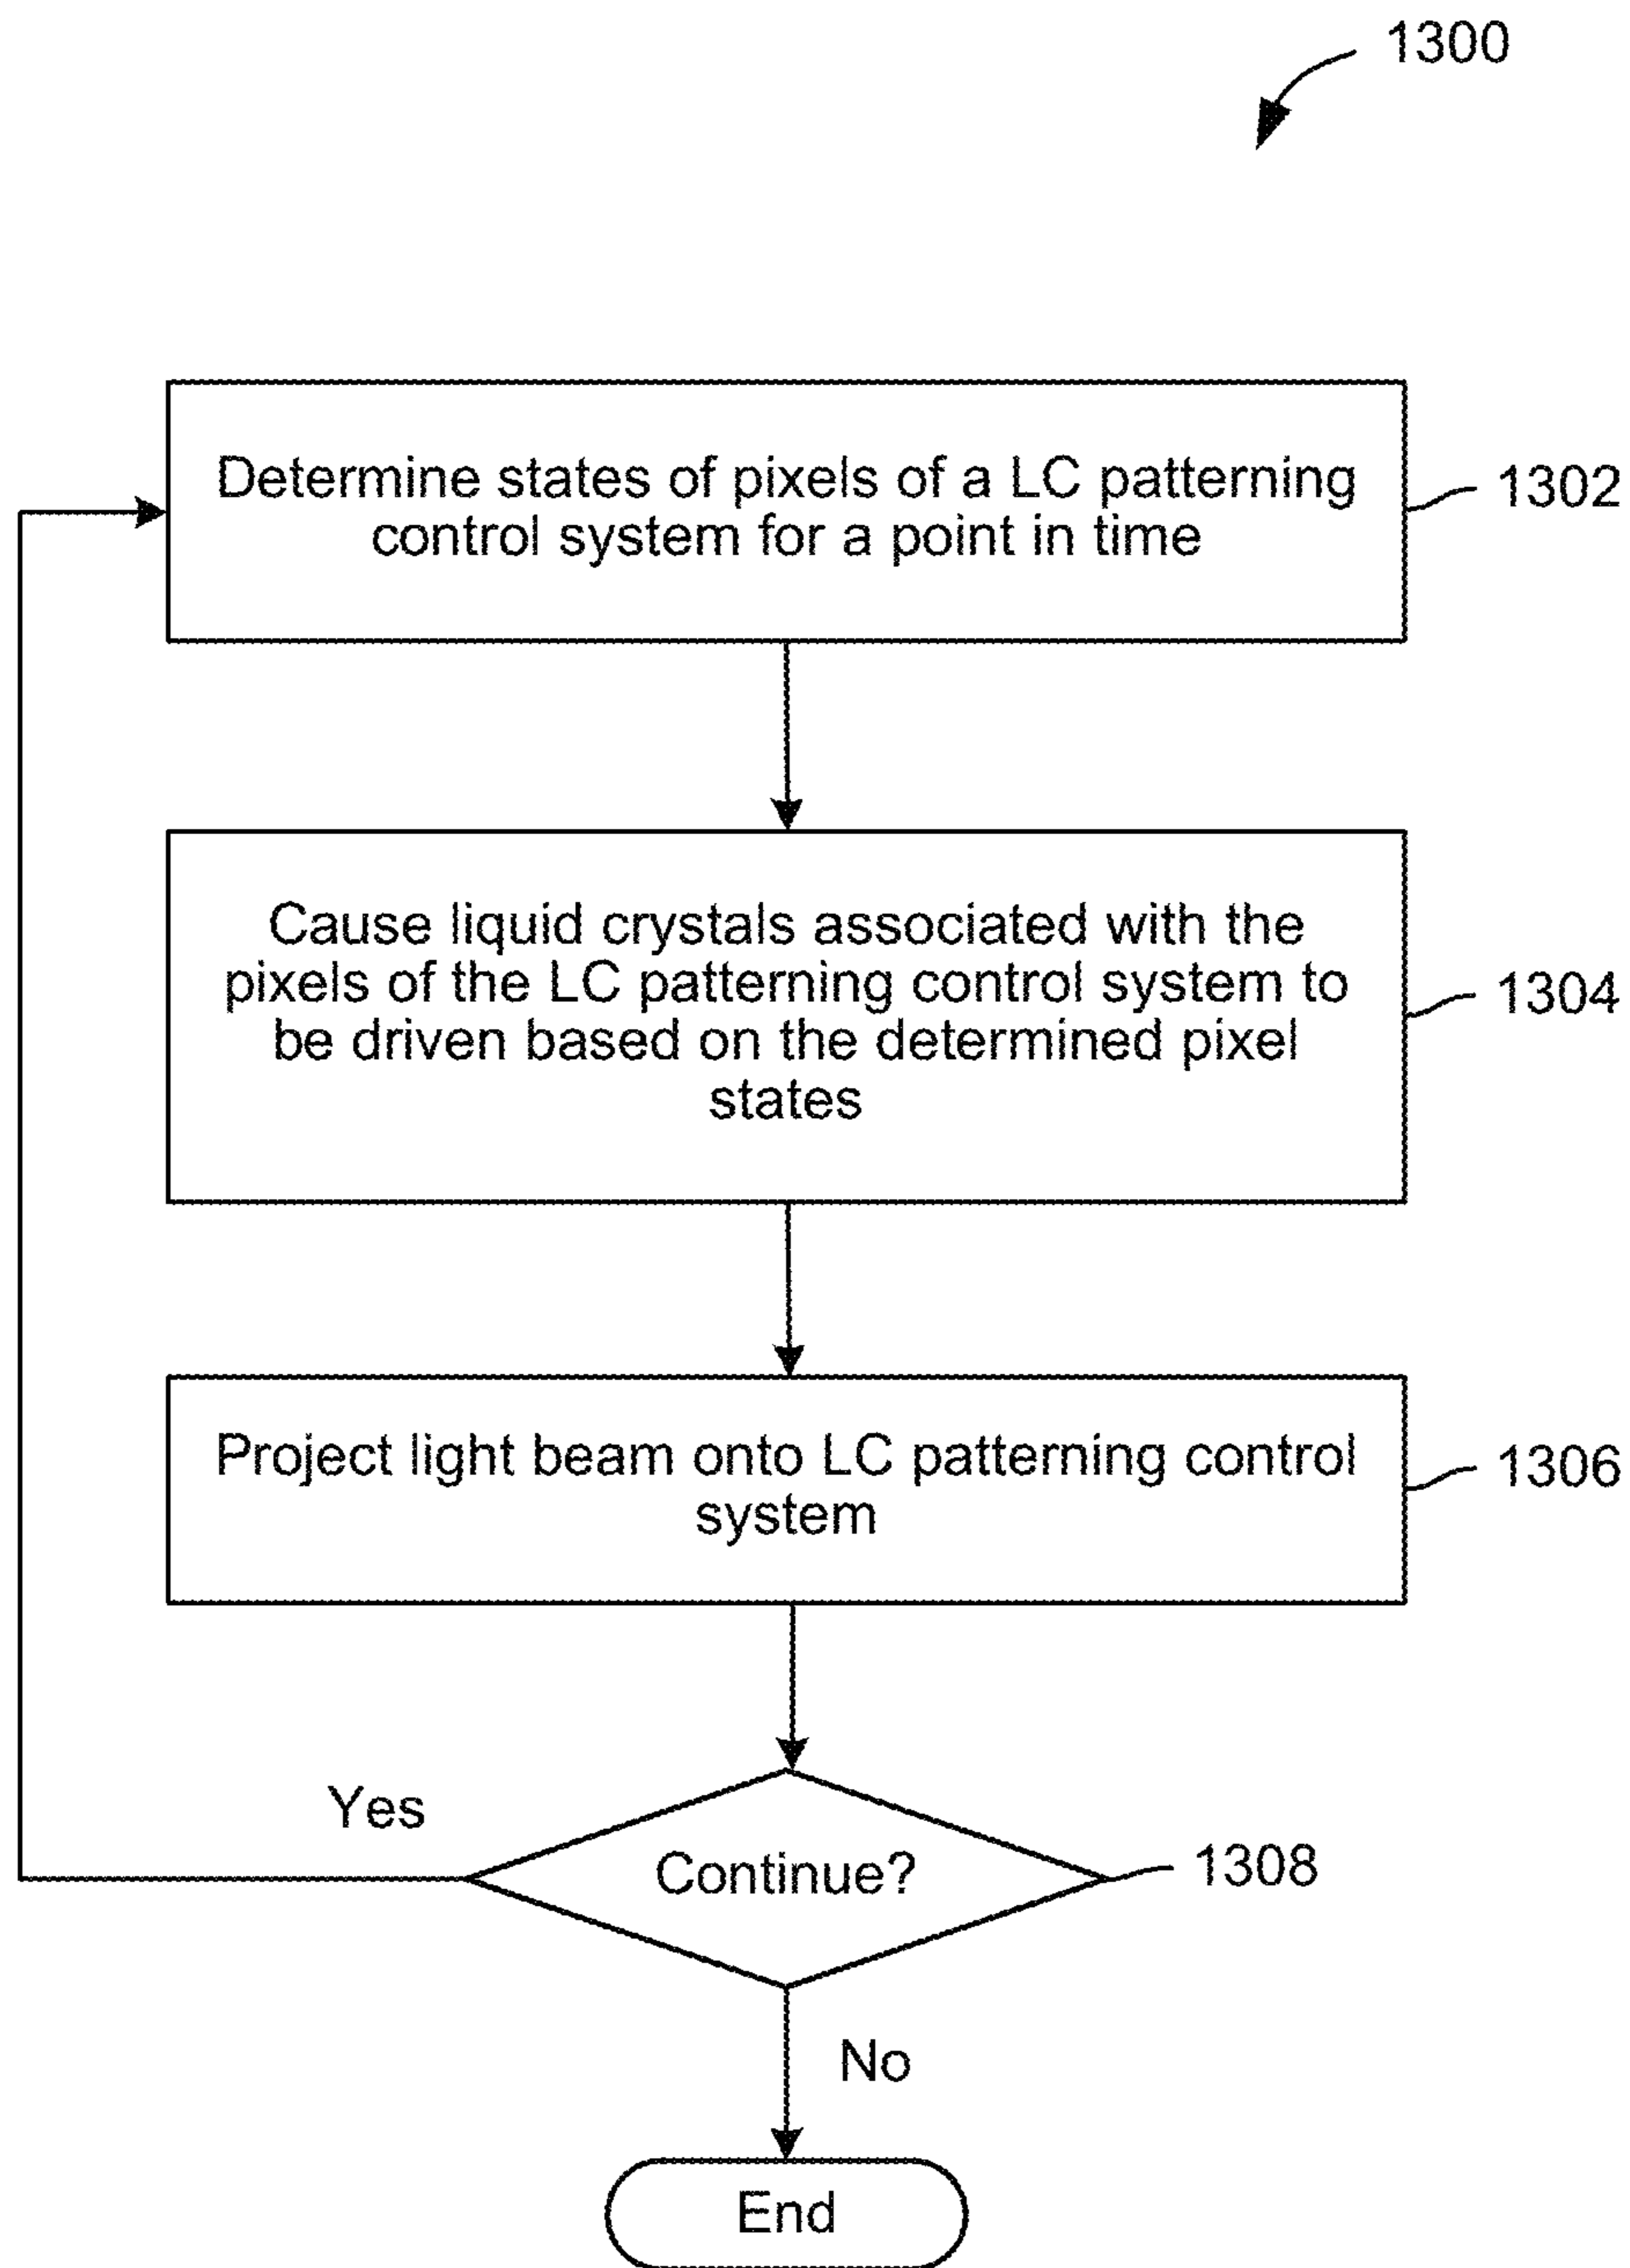 1300
Determine states of pixels of a LC patterning
control system for a point in time
1302
Cause liquid crystals associated with the
pixels of the LC patterning control system to
be driven based on the determined pixel
states
1304
Project light beam onto LC patterning control
system
1306
Yes
Continue?
1308
No
End